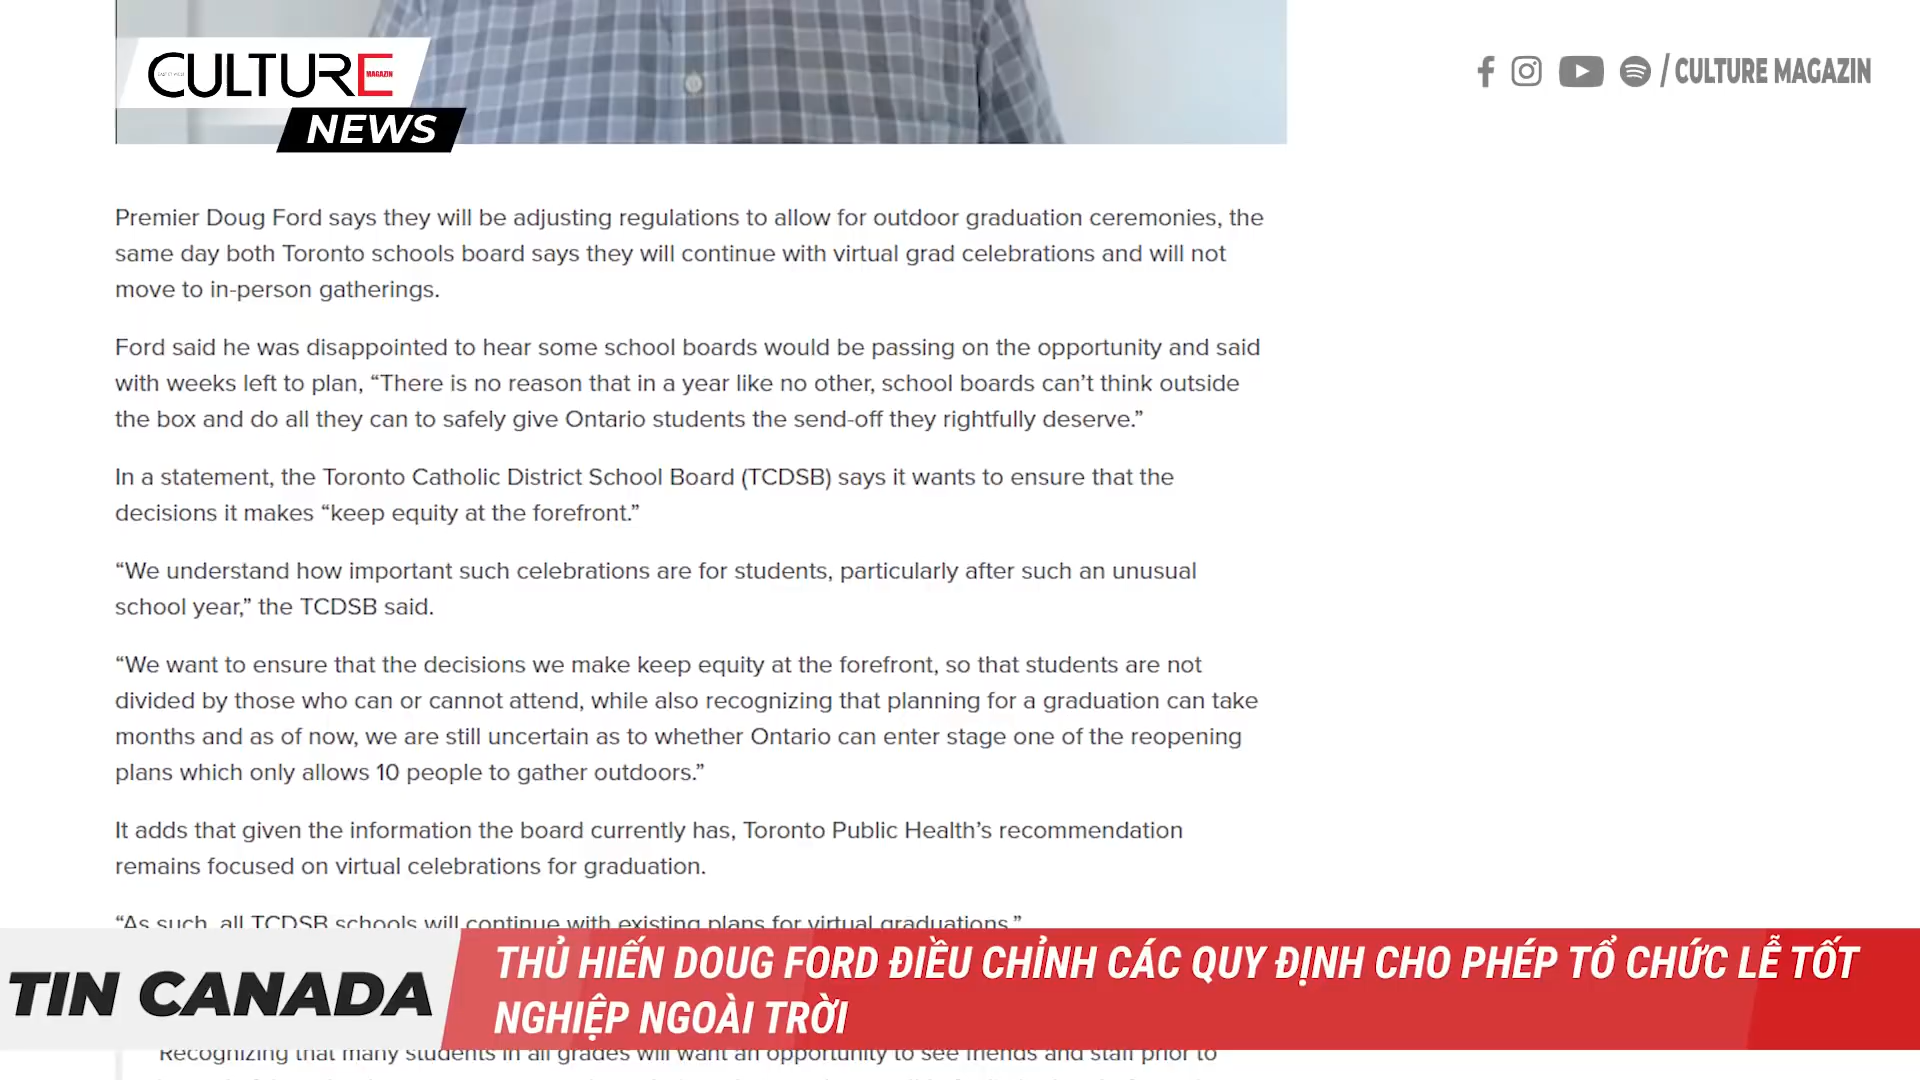 CULTURE
MAGAZIN
NEWS
/ CULTURE MAGAZIN
Premier Doug Ford says they will be adjusting regulations to allow for outdoor graduation ceremonies, the
same day both Toronto schools board says they will continue with virtual grad celebrations and will not
move to in-person gatherings.
Ford said he was disappointed to hear some school boards would be passing on the opportunity and said
with weeks left to plan, “There is no reason that in a year like no other, school boards can’t think outside
the box and do all they can to safely give Ontario students the send-off they rightfully deserve.”
In a statement, the Toronto Catholic District School Board (TCDSB) says it wants to ensure that the
decisions it makes “keep equity at the forefront.”
“We understand how important such celebrations are for students, particularly after such an unusual
school year,” the TCDSB said.
“We want to ensure that the decisions we make keep equity at the forefront, so that students are not
divided by those who can or cannot attend, while also recognizing that planning for a graduation can take
months and as of now, we are still uncertain as to whether Ontario can enter stage one of the reopening
plans which only allows 10 people to gather outdoors.”
It adds that given the information the board currently has, Toronto Public Health’s recommendation
remains focused on virtual celebrations for graduation.
“As such, all TCDSB schools will continue with existing plans for virtual graduations.”
TIN CANADA
THỦ HIẾN DOUG FORD ĐIỀU CHỈNH CÁC QUY ĐỊNH CHO PHÉP TỔ CHỨC LỄ TỐT
NGHIỆP NGOÀI TRỜI
Recognizing that many students in all grades will want an opportunity to see friends and staff prior to